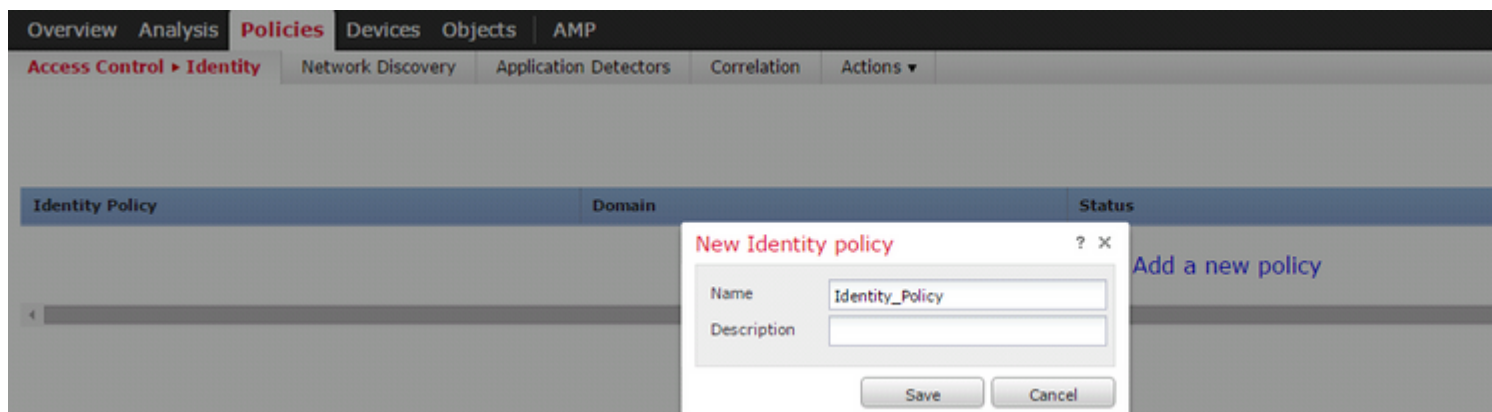 Overview Analysis Policies Devices Objects AMP
Access Control ▸ Identity Network Discovery Application Detectors Correlation Actions ▾
Identity Policy Domain Status
New Identity policy ? X
Add a new policy
Name Identity_Policy
Description
Save Cancel